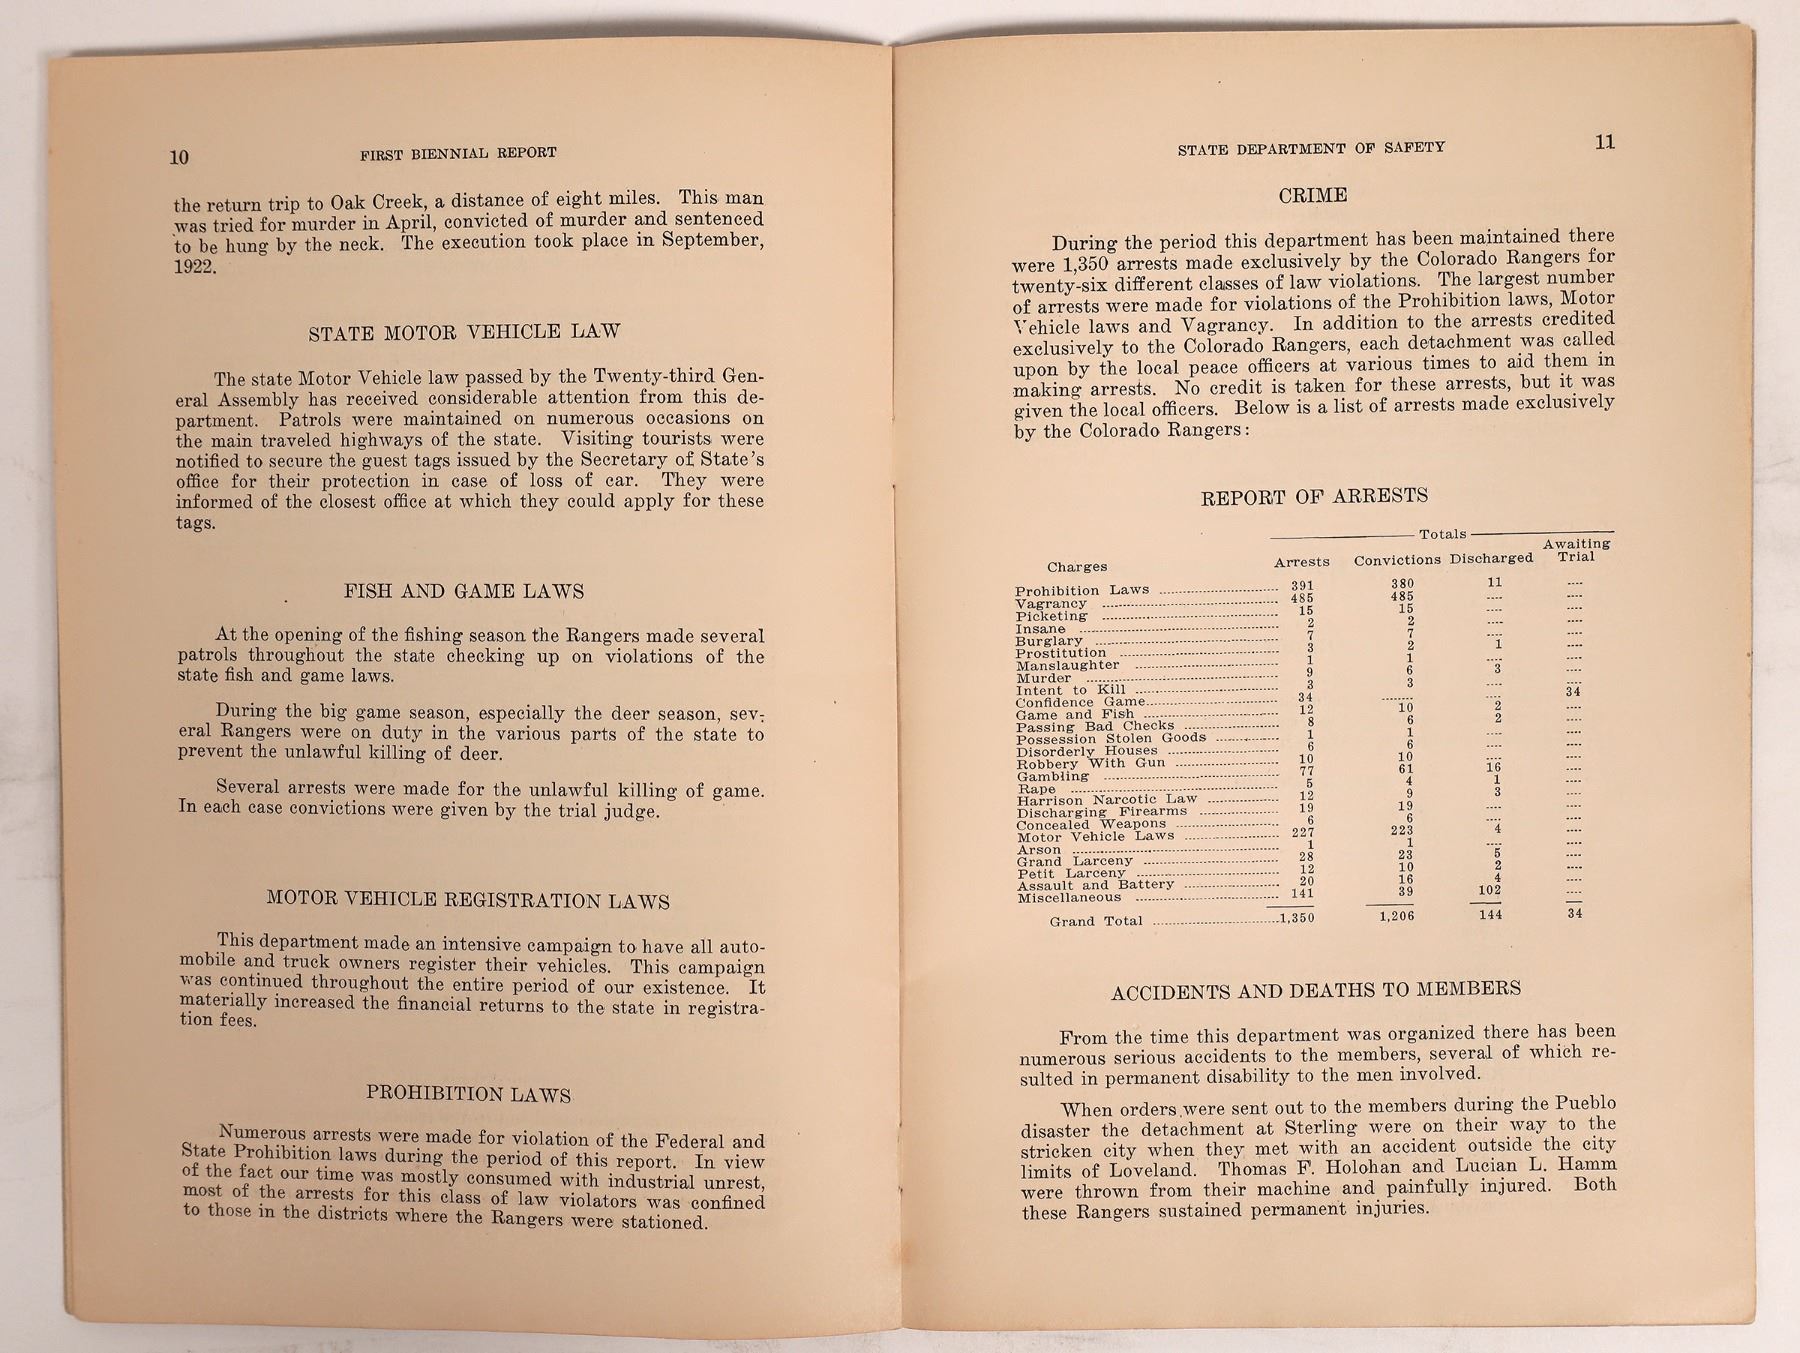 10
FIRST BIENNIAL REPORT
the return trip to Oak Creek, a distance of eight miles. This man
was tried for murder in April, convicted of murder and sentenced
to be hung by the neck. The execution took place in September,
1922.
STATE MOTOR VEHICLE LAW
The state Motor Vehicle law passed by the Twenty-third Gen-
eral Assembly has received considerable attention from this de-
partment. Patrols were maintained on numerous occasions on
the main traveled highways of the state. Visiting tourists were
notified to secure the guest tags issued by the Secretary of State's
office for their protection in case of loss of car. They were
informed of the closest office at which they could apply for these
tags.
FISH AND GAME LAWS
At the opening of the fishing season the Rangers made several
patrols throughout the state checking up on violations of the
state fish and game laws.
During the big game season, especially the deer season, sev-
eral Rangers were on duty in the various parts of the state to
prevent the unlawful killing of deer.
Several arrests were made for the unlawful killing of game.
In each case convictions were given by the trial judge.
MOTOR VEHICLE REGISTRATION LAWS
This department made an intensive campaign to have all auto-
mobile and truck owners register their vehicles. This campaign
was continued throughout the entire period of our existence. It
materially increased the financial returns to the state in registra-
tion fees.
PROHIBITION LAWS
Numerous arrests were made for violation of the Federal and
State Prohibition laws during the period of this report. In view
of the fact our time was mostly consumed with industrial unrest,
most of the arrests for this class of law violators was confined
to those in the districts where the Rangers were stationed.
STATE DEPARTMENT OF SAFETY
11
CRIME
During the period this department has been maintained there
were 1,350 arrests made exclusively by the Colorado Rangers for
twenty-six different classes of law violations. The largest number
of arrests were made for violations of the Prohibition laws, Motor
Vehicle laws and Vagrancy. In addition to the arrests credited
exclusively to the Colorado Rangers, each detachment was called
upon by the local peace officers at various times to aid them in
making arrests. No credit is taken for these arrests, but it was
given the local officers. Below is a list of arrests made exclusively
by the Colorado Rangers:
REPORT OF ARRESTS
Totals
Charges Arrests Convictions Discharged Awaiting Trial
Prohibition Laws 391 380 11 ....
Vagrancy 485 485 .... ....
Picketing 15 15 .... ....
Insane 2 2 .... ....
Burglary 7 7 .... ....
Prostitution 3 2 1 ....
Manslaughter 1 1 .... ....
Murder 9 6 3 ....
Intent to Kill 3 3 .... ....
Confidence Game 34 .... .... 34
Game and Fish 12 10 2 ....
Passing Bad Checks 8 6 2 ....
Possession Stolen Goods 1 1 .... ....
Disorderly Houses 6 6 .... ....
Robbery With Gun 10 10 .... ....
Gambling 77 61 16 ....
Rape 5 4 1 ....
Harrison Narcotic Law 12 9 3 ....
Discharging Firearms 19 19 .... ....
Concealed Weapons 6 6 .... ....
Motor Vehicle Laws 227 223 4 ....
Arson 1 1 .... ....
Grand Larceny 28 23 5 ....
Petit Larceny 12 10 2 ....
Assault and Battery 20 16 4 ....
Miscellaneous 141 39 102 ....
Grand Total 1,350 1,206 144 34
ACCIDENTS AND DEATHS TO MEMBERS
From the time this department was organized there has been
numerous serious accidents to the members, several of which re-
sulted in permanent disability to the men involved.
When orders were sent out to the members during the Pueblo
disaster the detachment at Sterling were on their way to the
stricken city when they met with an accident outside the city
limits of Loveland. Thomas F. Holohan and Lucian L. Hamm
were thrown from their machine and painfully injured. Both
these Rangers sustained permanent injuries.